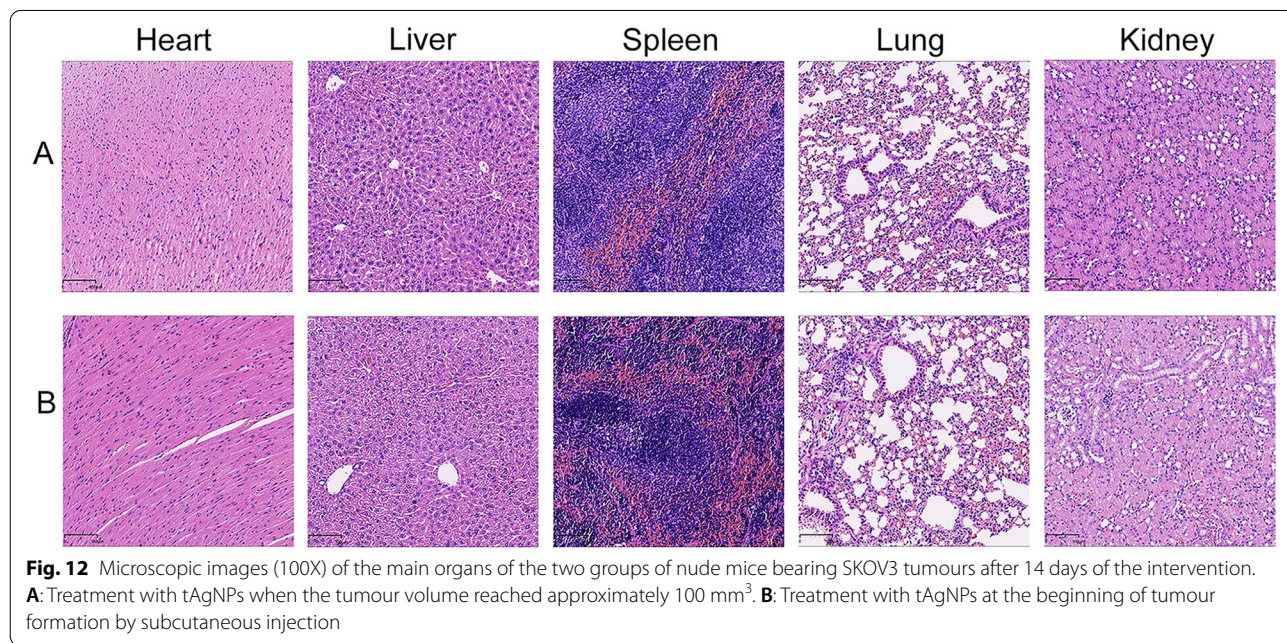 Heart Liver Spleen Lung Kidney
A
B
Fig. 12 Microscopic images (100X) of the main organs of the two groups of nude mice bearing SKOV3 tumours after 14 days of the intervention.
A: Treatment with tAgNPs when the tumour volume reached approximately 100 mm³. B: Treatment with tAgNPs at the beginning of tumour
formation by subcutaneous injection